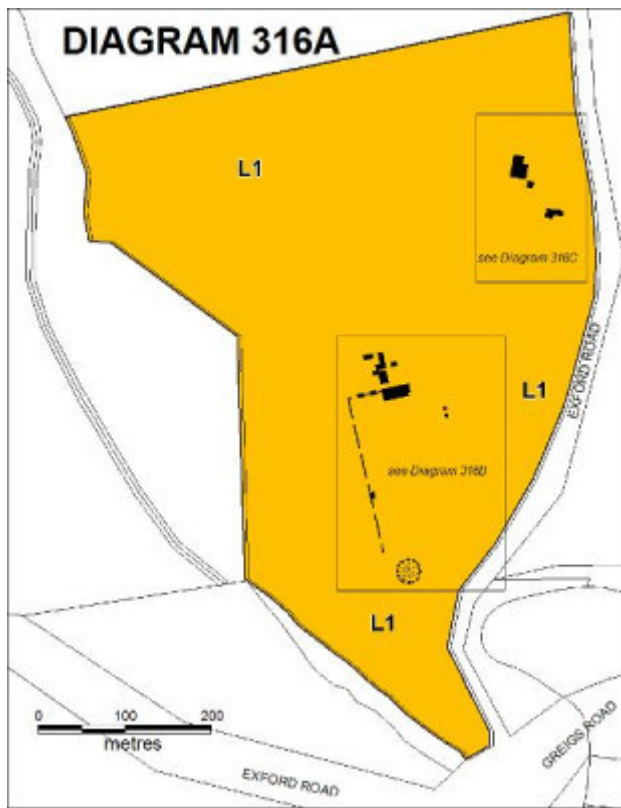 DIAGRAM 316A
L1
see Diagram 316C
EXFORD ROAD
L1
see Diagram 316B
L1
0 100 200
metres
GREIGS ROAD
EXFORD ROAD